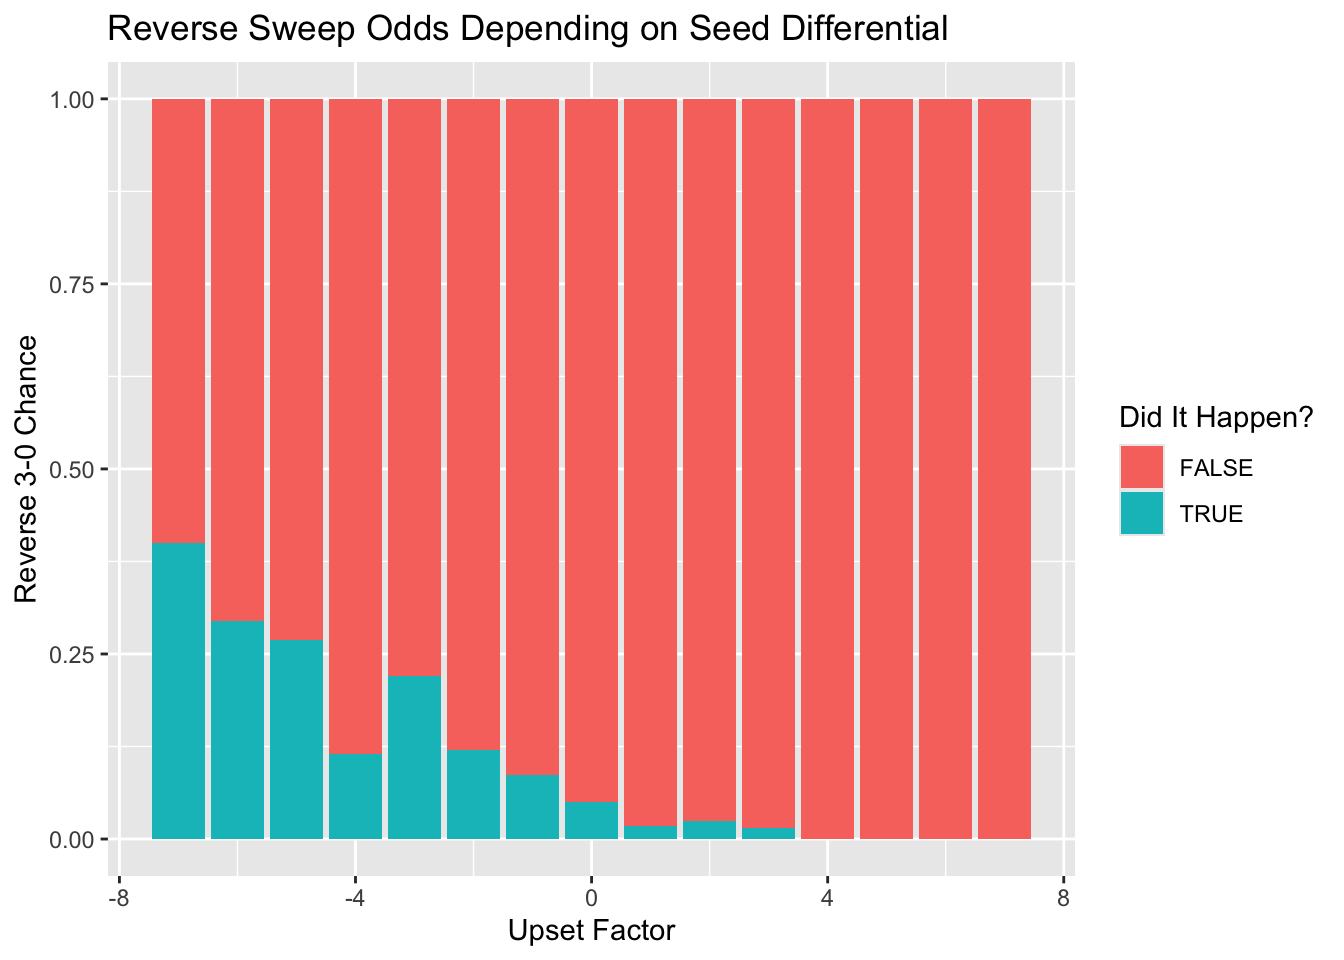 Reverse Sweep Odds Depending on Seed Differential
Reverse 3-0 Chance
1.00
0.75
0.50
0.25
0.00
-8
-4
0
4
8
Upset Factor
Did It Happen?
FALSE
TRUE